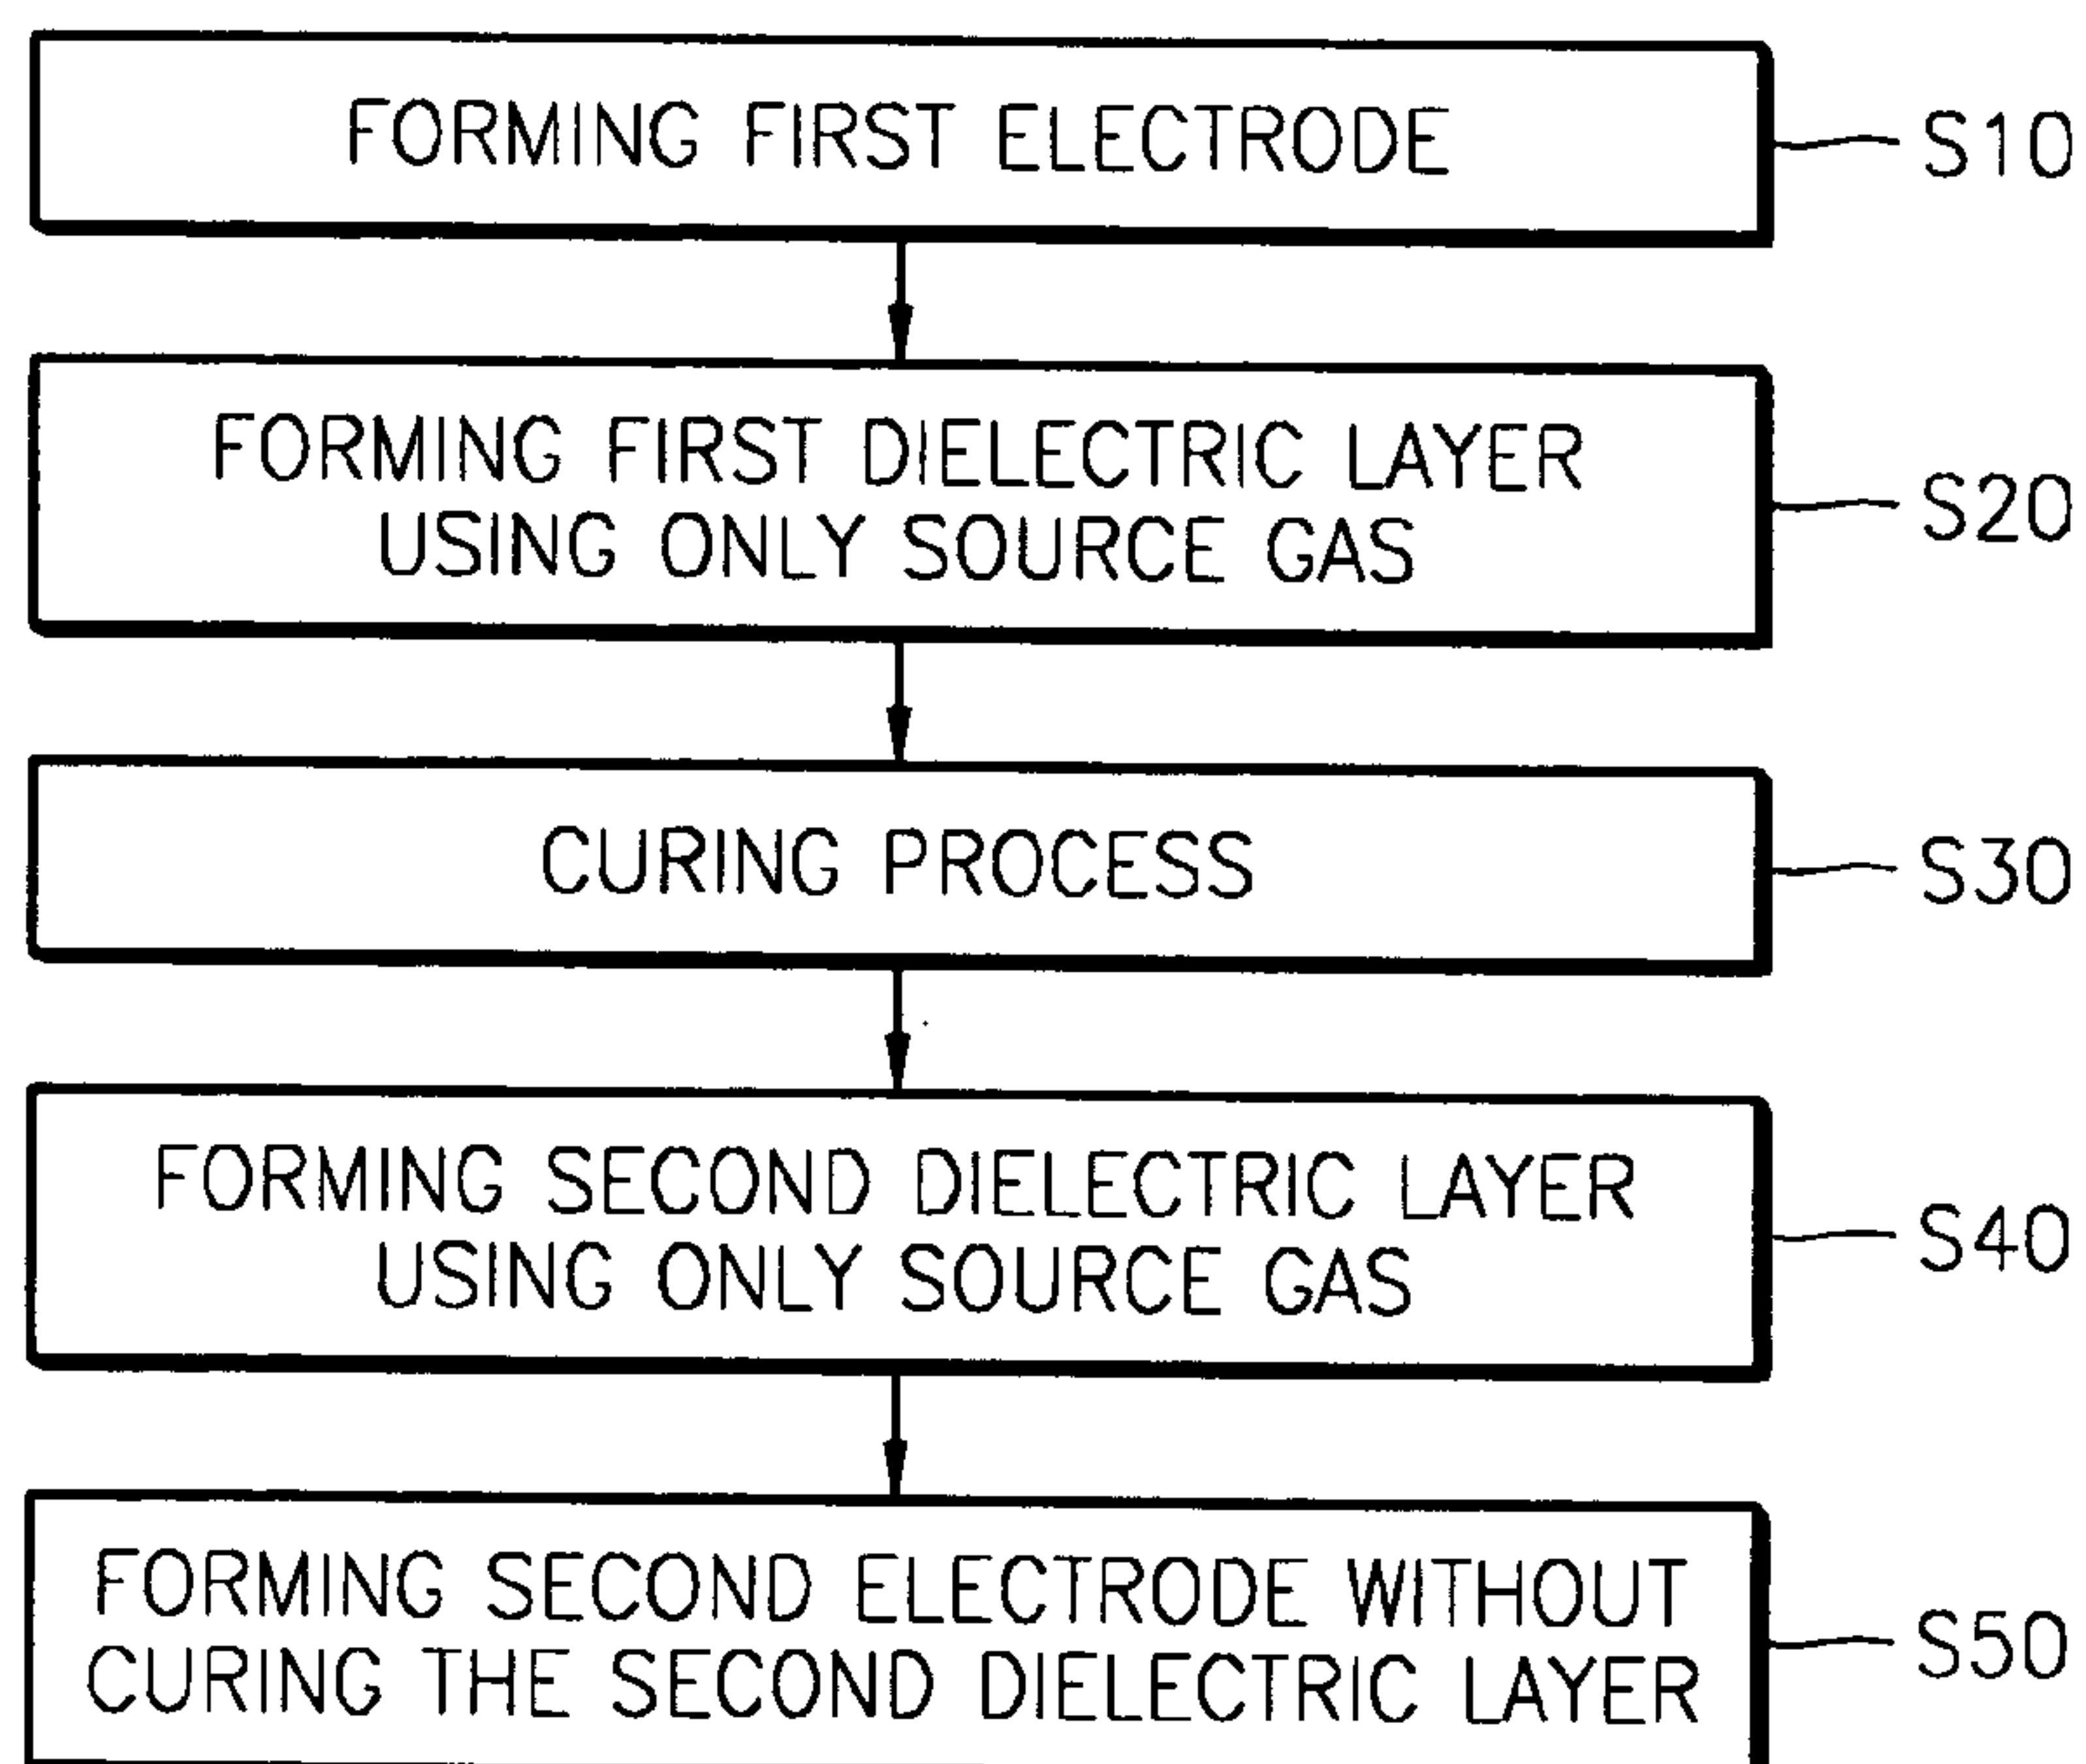 FORMING FIRST ELECTRODE
S10
FORMING FIRST DIELECTRIC LAYER
USING ONLY SOURCE GAS
S20
CURING PROCESS
S30
FORMING SECOND DIELECTRIC LAYER
USING ONLY SOURCE GAS
S40
FORMING SECOND ELECTRODE WITHOUT
CURING THE SECOND DIELECTRIC LAYER
S50